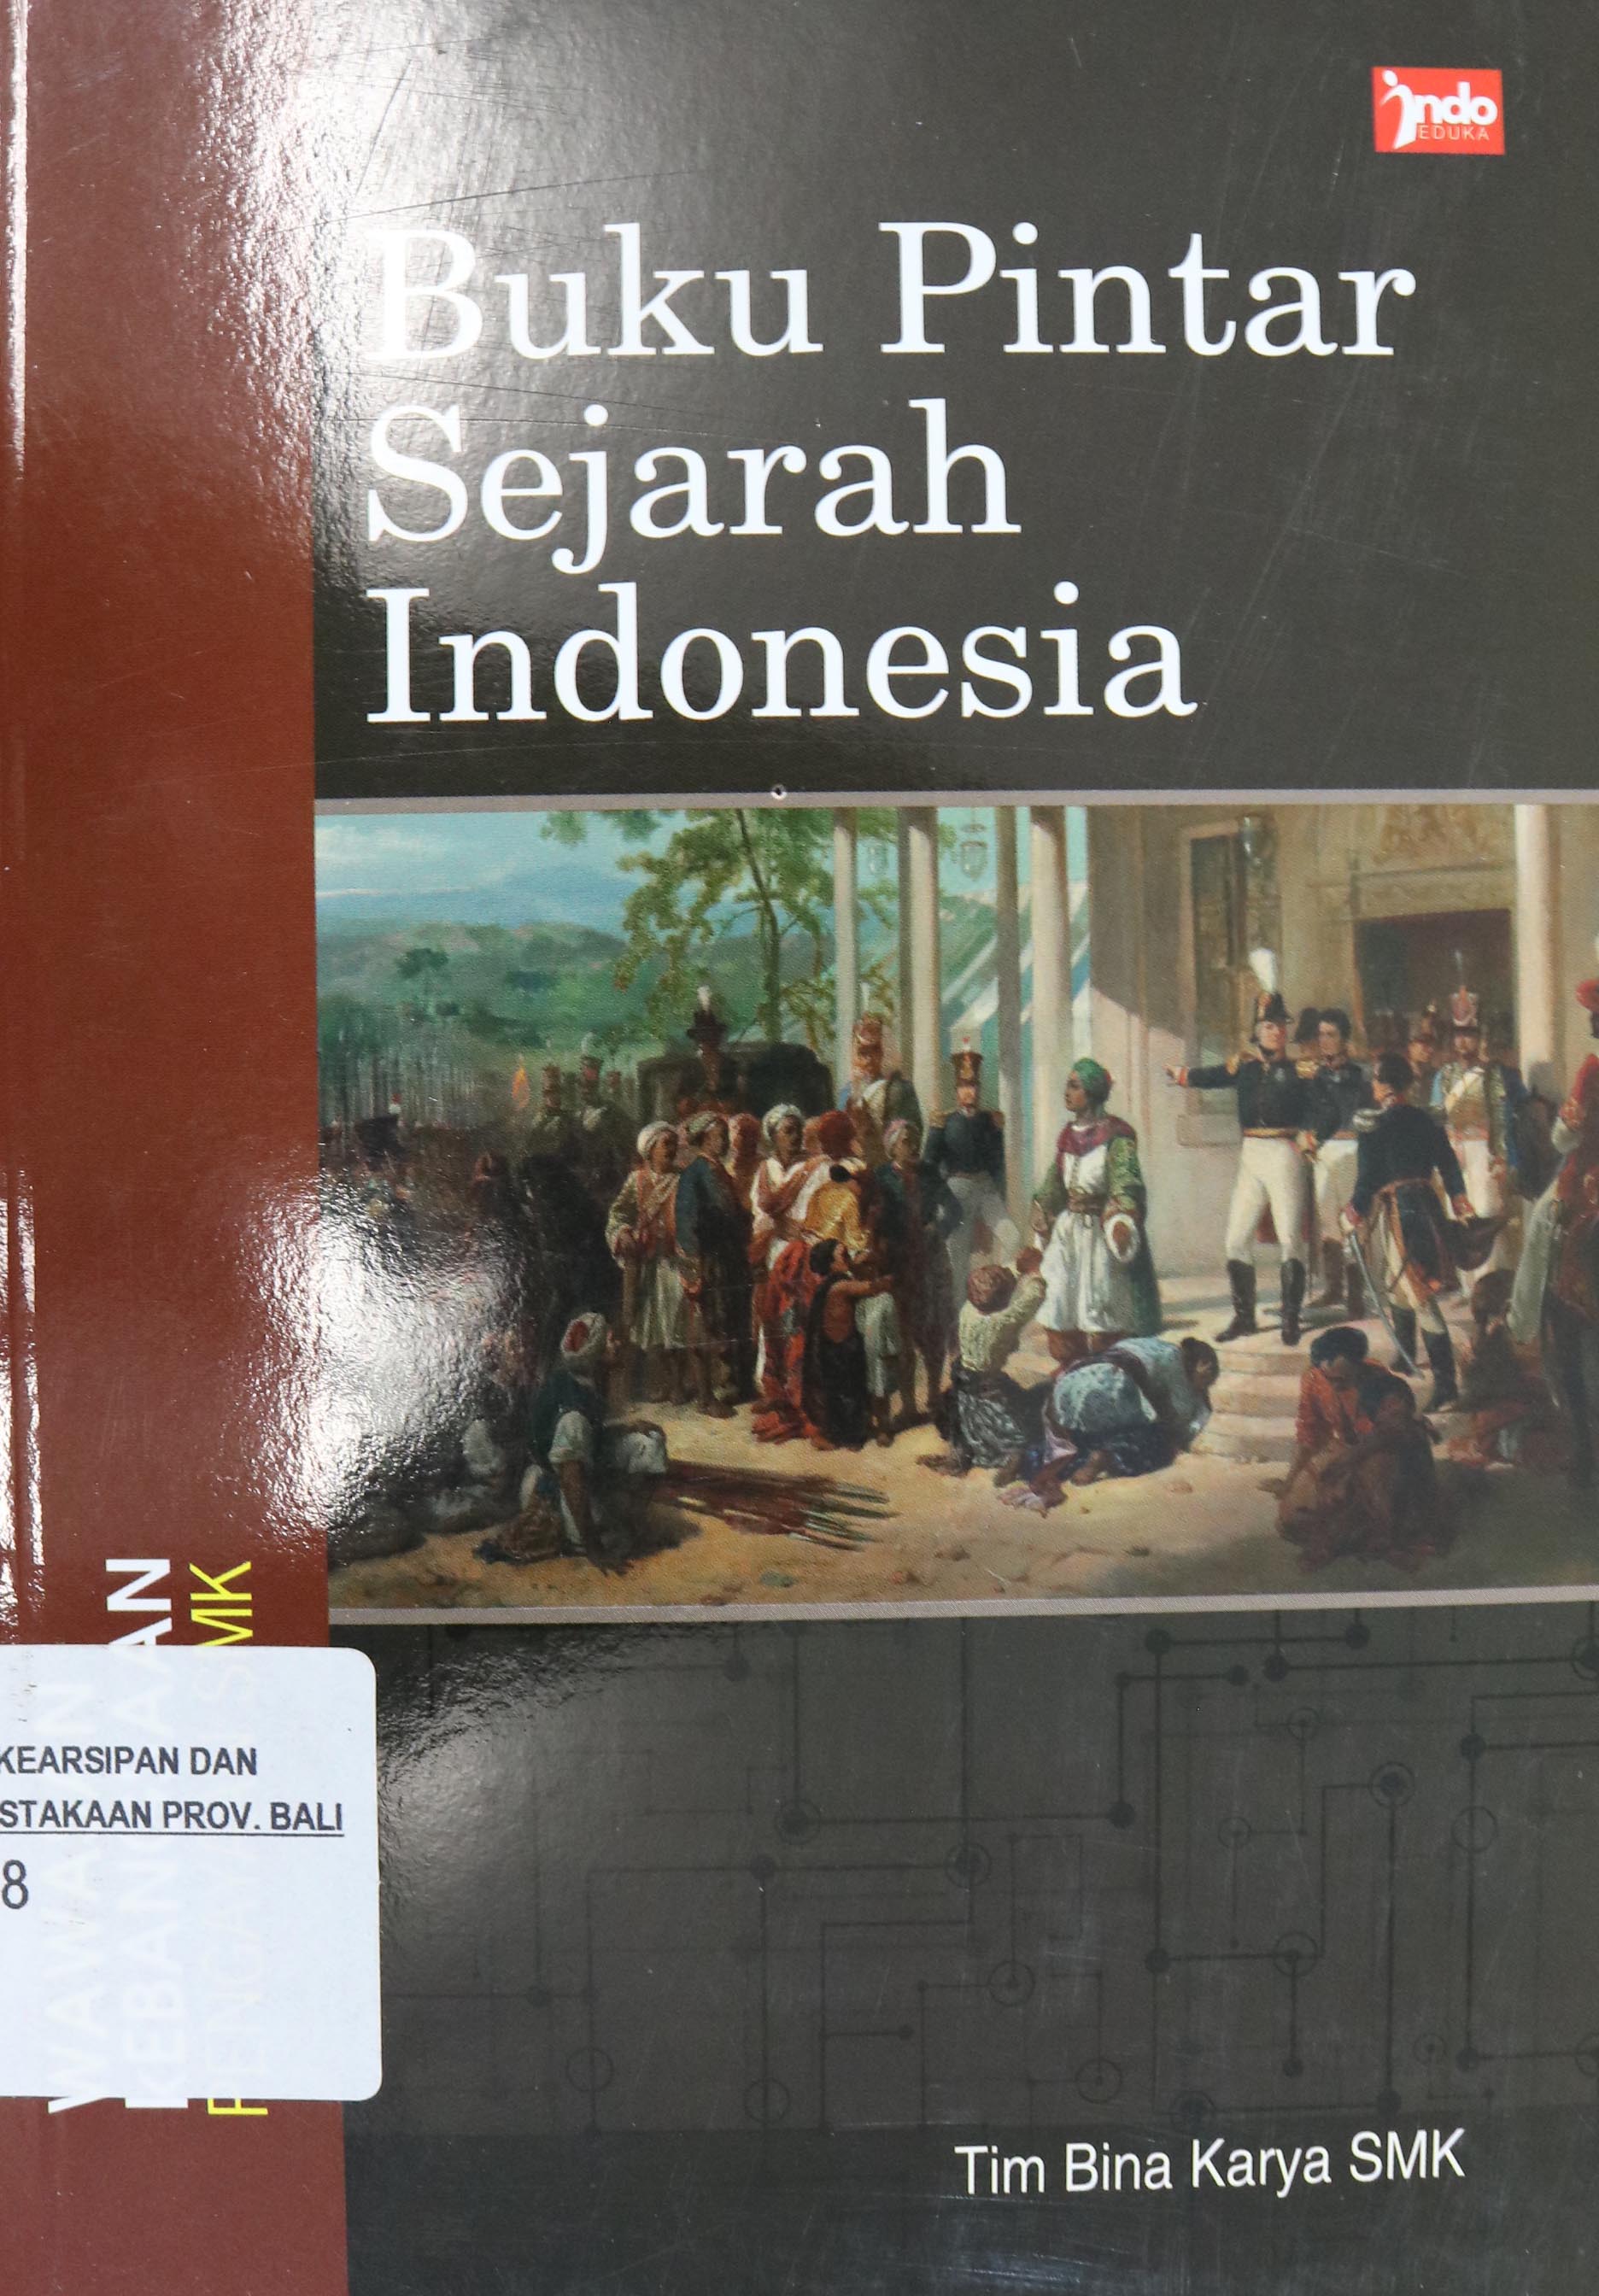 indo
EDUKA
Buku Pintar
Sejarah
Indonesia
KEARSIPAN DAN
STAKAAN PROV. BALI
8
Tim Bina Karya SMK